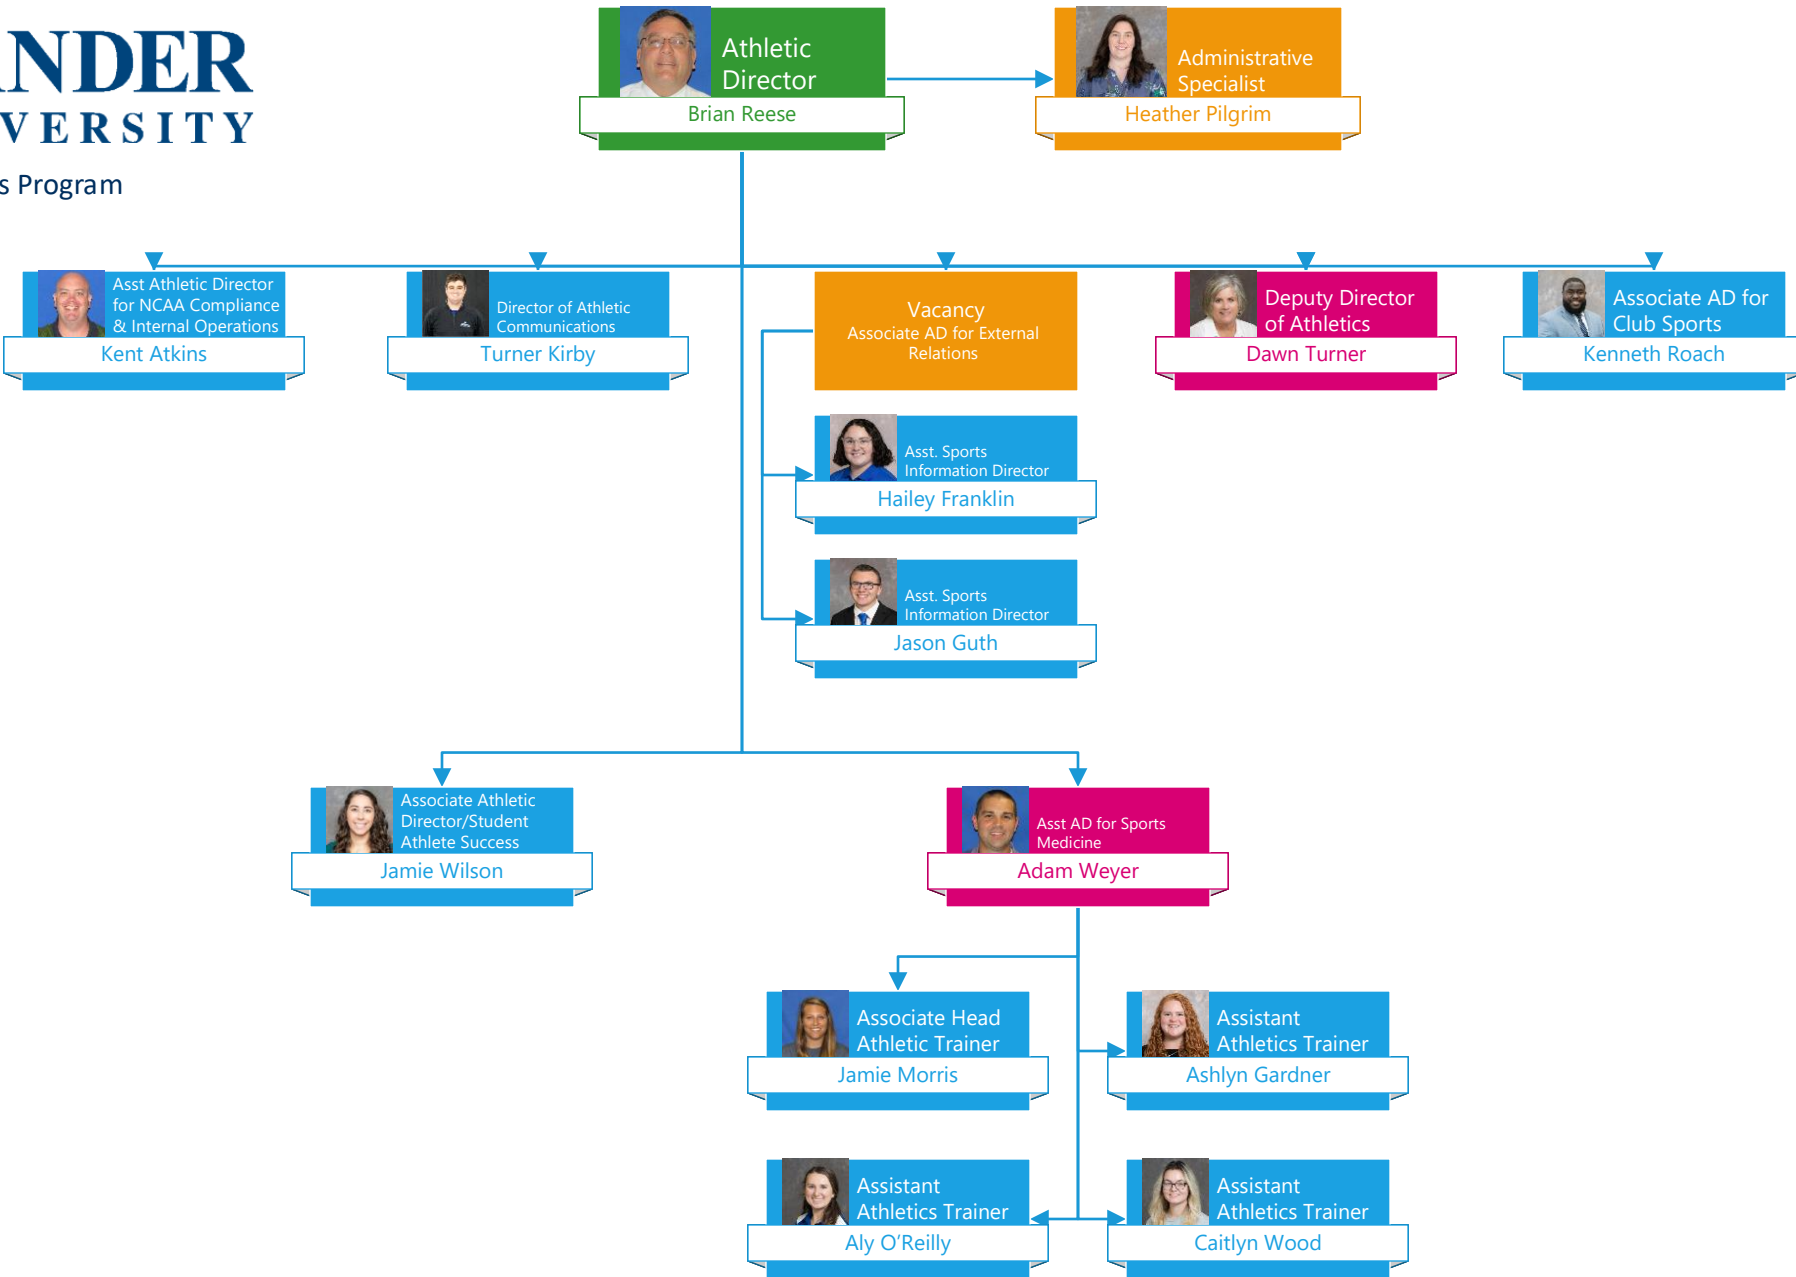 ANDER
VERSITY
s Program
Athletic
Director
Brian Reese
Administrative
Specialist
Heather Pilgrim
Asst Athletic Director
for NCAA Compliance
& Internal Operations
Kent Atkins
Director of Athletic
Communications
Turner Kirby
Vacancy
Associate AD for External
Relations
Deputy Director
of Athletics
Dawn Turner
Associate AD for
Club Sports
Kenneth Roach
Asst. Sports
Information Director
Hailey Franklin
Asst. Sports
Information Director
Jason Guth
Associate Athletic
Director/Student
Athlete Success
Jamie Wilson
Asst AD for Sports
Medicine
Adam Weyer
Associate Head
Athletic Trainer
Jamie Morris
Assistant
Athletics Trainer
Ashlyn Gardner
Assistant
Athletics Trainer
Aly O’Reilly
Assistant
Athletics Trainer
Caitlyn Wood